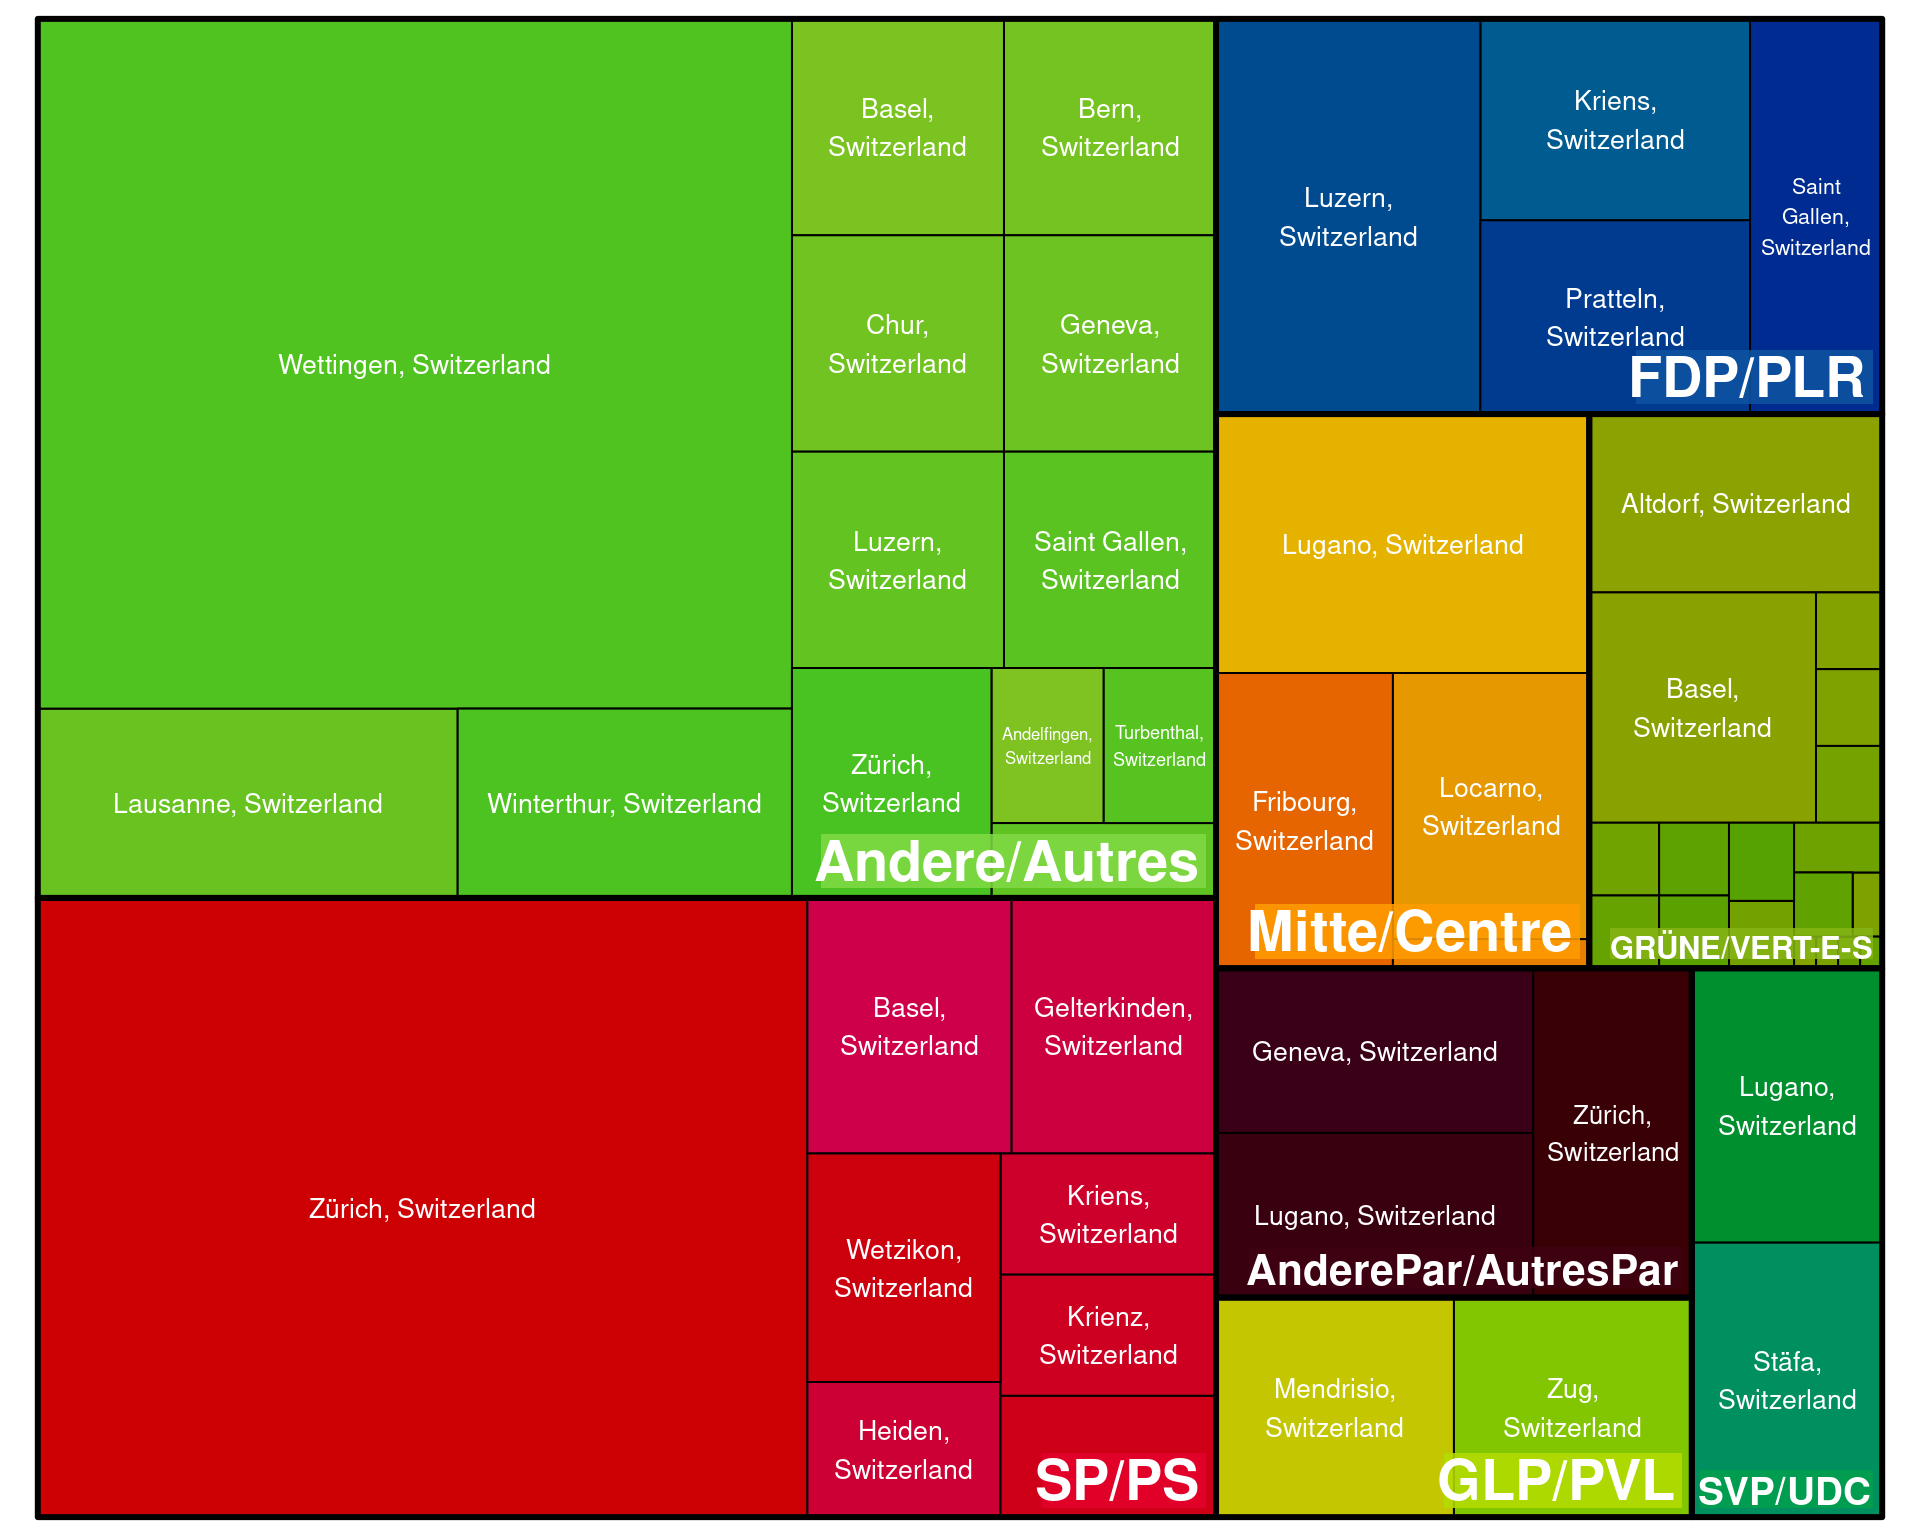 Wettingen, Switzerland
Lausanne, Switzerland
Winterthur, Switzerland
Basel,
Switzerland
Bern,
Switzerland
Chur,
Switzerland
Geneva,
Switzerland
Luzern,
Switzerland
Saint Gallen,
Switzerland
Zürich,
Switzerland
Andelfingen,
Switzerland
Turbenthal,
Switzerland
Andere/Autres
Zürich, Switzerland
Basel,
Switzerland
Gelterkinden,
Switzerland
Wetzikon,
Switzerland
Kriens,
Switzerland
Krienz,
Switzerland
Heiden,
Switzerland
SP/PS
Luzern,
Switzerland
Kriens,
Switzerland
Pratteln,
Switzerland
Saint
Gallen,
Switzerland
FDP/PLR
Lugano, Switzerland
Fribourg,
Switzerland
Locarno,
Switzerland
Mitte/Centre
Altdorf, Switzerland
Basel,
Switzerland
GRÜNE/VERT-E-S
Geneva, Switzerland
Lugano, Switzerland
Zürich,
Switzerland
AnderePar/AutresPar
Mendrisio,
Switzerland
Zug,
Switzerland
GLP/PVL
Lugano,
Switzerland
Stäfa,
Switzerland
SVP/UDC